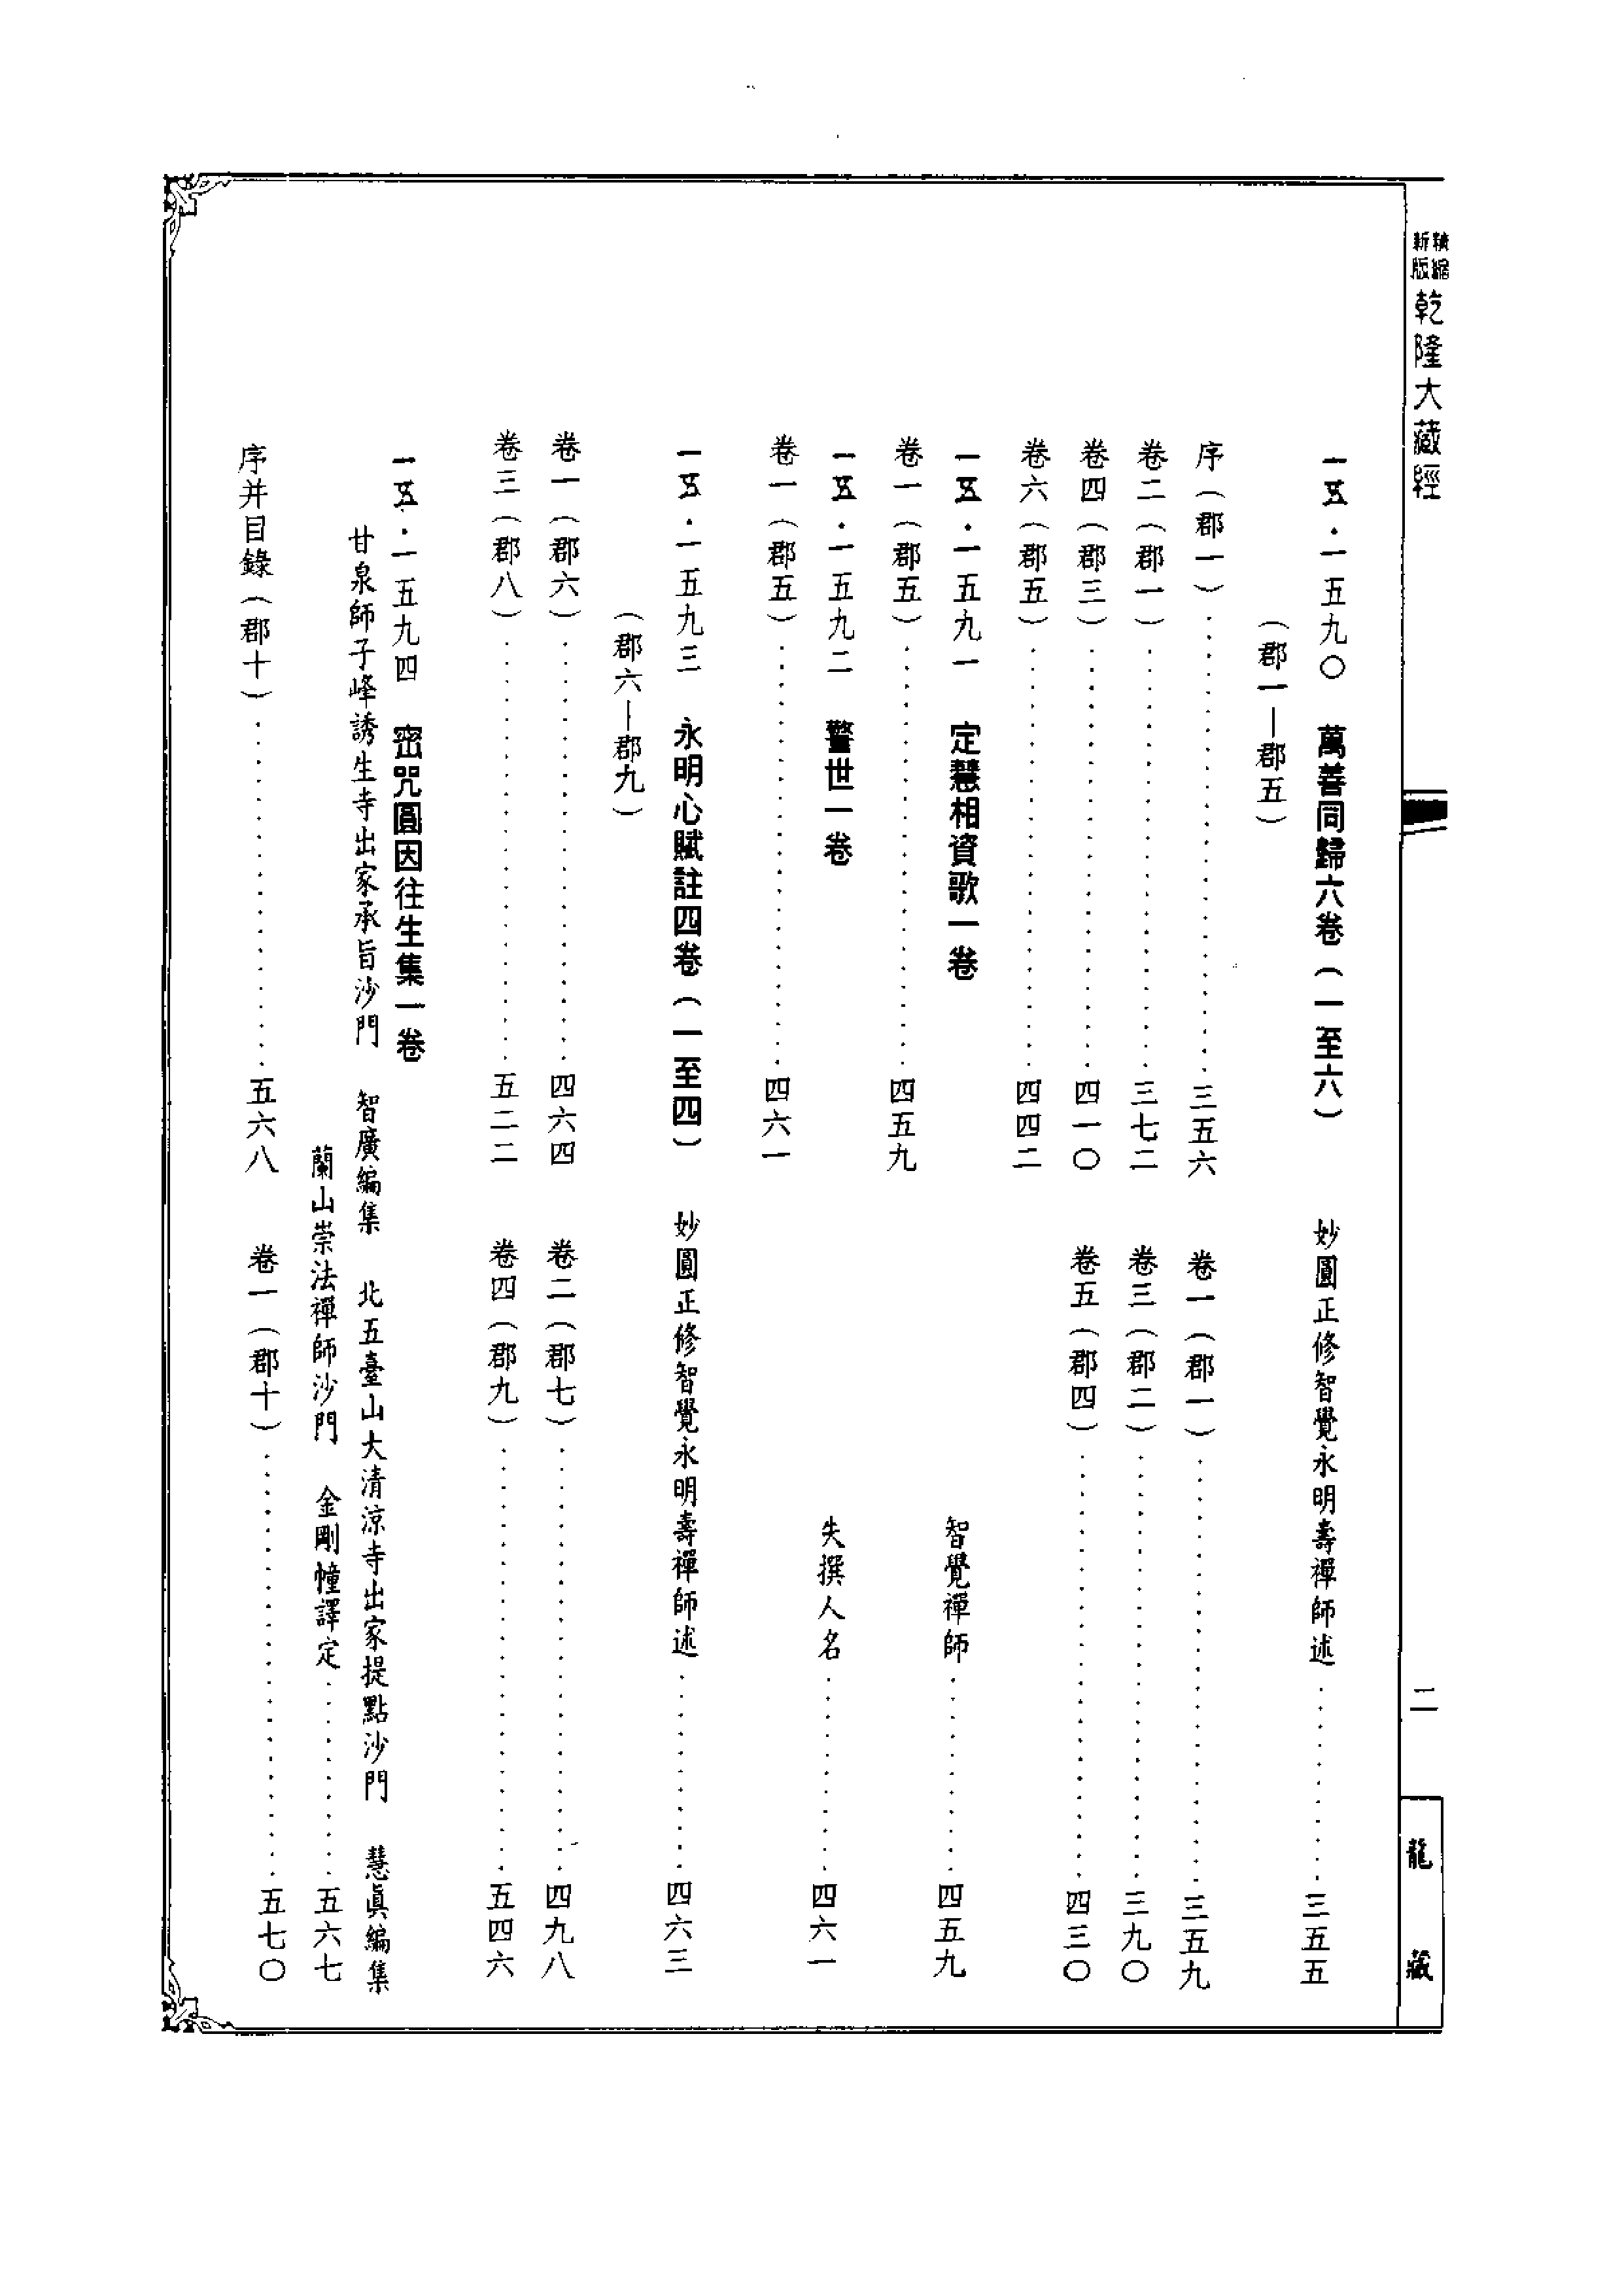 精縮
新版
乾隆大藏經
二
龍藏
一五五·一五九〇 萬善同歸六卷（一至六） 妙圓正修智覺永明壽禪師述…………三五五
（郡一—郡五）
序（郡一）…………三五六 卷一（郡一）…………三五九
卷二（郡一）…………三七二 卷三（郡二）…………三九〇
卷四（郡三）…………四一〇 卷五（郡四）…………四三〇
卷六（郡五）…………四四二
一五五·一五九一 定慧相資歌一卷 智覺禪師…………四五九
卷一（郡五）…………四五九
一五五·一五九二 警世一卷 失撰人名…………四六一
卷一（郡五）…………四六一
一五五·一五九三 永明心賦註四卷（一至四） 妙圓正修智覺永明壽禪師述…………四六三
（郡六—郡九）
卷一（郡六）…………四六四 卷二（郡七）…………四九八
卷三（郡八）…………五二二 卷四（郡九）…………五四六
一五五·一五九四 密咒圓因往生集一卷
甘泉師子峰誘生寺出家承旨沙門 智廣編集 北五臺山大清涼寺出家提點沙門 慧眞編集
蘭山崇法禪師沙門 金剛幢譯定…………五六七
序并目錄（郡十）…………五六八 卷一（郡十）…………五七〇